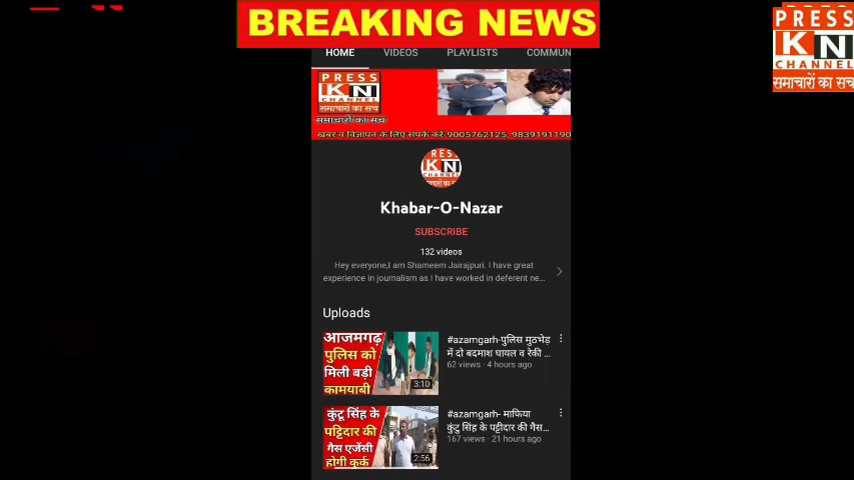 BREAKING NEWS
PRESS
KN
CHANNEL
समाचारों का सच
HOME
VIDEOS
PLAYLISTS
COMMUN
PRESS
KN
CHANNEL
समाचारों का सच
समाचारों का सच
खबर व विज्ञापन के लिए संपर्क करें 9005762125, 9839191190
KN
CHANNEL
Khabar-O-Nazar
SUBSCRIBE
132 videos
Hey everyone,I am Shameem Jairajpuri. I have great
experience in journalism as I have worked in deferent ne...
Uploads
आजमगढ़
पुलिस को
मिली बडी
कामयाबी
3:10
#azamgarh-पुलिस मुठभेड़
में दो बदमाश घायल व रेकी ...
62 views · 4 hours ago
कुंटू सिंह के
पट्टिदार की
गैस एजेंसी
होगी कुर्क
2:56
#azamgarh- माफिया
कुंटु सिंह के पट्टीदार की गैस...
167 views · 21 hours ago